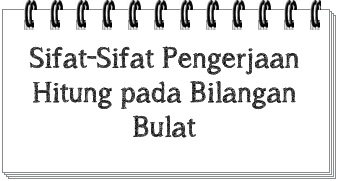 Sifat-Sifat Pengerjaan
Hitung pada Bilangan
Bulat